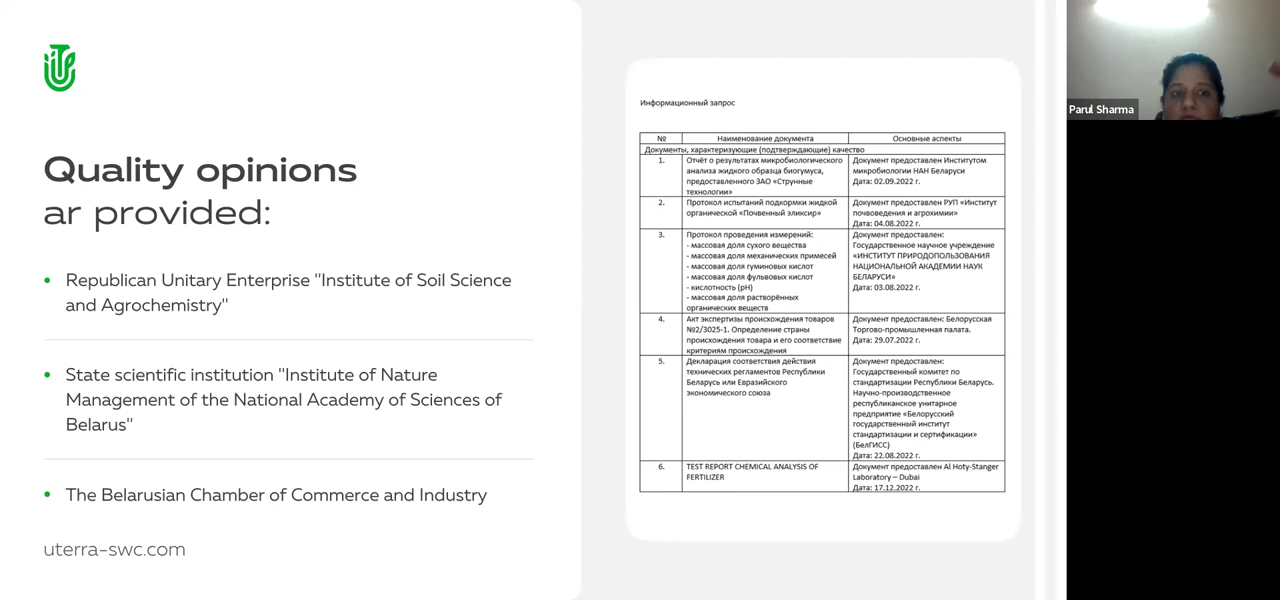 Quality opinions
ar provided:
Republican Unitary Enterprise "Institute of Soil Science
and Agrochemistry"
State scientific institution "Institute of Nature
Management of the National Academy of Sciences of
Belarus"
The Belarusian Chamber of Commerce and Industry
uterra-swc.com
Информационный запрос
№ Наименование документа Основные аспекты
Документы, характеризующие (подтверждающие) качество
1.
Отчёт о результатах микробиологического
анализа жидкого образца биогумуса,
предоставленного ЗАО «Струнные
технологии»
Документ предоставлен Институтом
микробиологии НАН Беларуси
Дата: 02.09.2022 г.
2.
Протокол испытаний подкормки жидкой
органической «Почвенный эликсир»
Документ предоставлен РУП «Институт
почвоведения и агрохимии»
Дата: 04.08.2022 г.
3.
Протокол проведения измерений:
- массовая доля сухого вещества
- массовая доля механических примесей
- массовая доля гуминовых кислот
- массовая доля фульвовых кислот
- кислотность (pH)
- массовая доля растворённых
органических веществ
Документ предоставлен:
Государственное научное учреждение
«ИНСТИТУТ ПРИРОДОПОЛЬЗОВАНИЯ
НАЦИОНАЛЬНОЙ АКАДЕМИИ НАУК
БЕЛАРУСИ»
Дата: 03.08.2022 г.
4.
Акт экспертизы происхождения товаров
№2/3025-1. Определение страны
происхождения товара и его соответствие
критериям происхождения
Документ предоставлен: Белорусская
Торгово-промышленная палата.
Дата: 29.07.2022 г.
5.
Декларация соответствия действия
технических регламентов Республики
Беларусь или Евразийского
экономического союза
Документ предоставлен:
Государственный комитет по
стандартизации Республики Беларусь.
Научно-производственное
республиканское унитарное
предприятие «Белорусский
государственный институт
стандартизации и сертификации»
(БелГИСС)
Дата: 22.08.2022 г.
6.
TEST REPORT CHEMICAL ANALYSIS OF
FERTILIZER
Документ предоставлен Al Hoty-Stanger
Laboratory – Dubai
Дата: 17.12.2022 г.
Parul Sharma